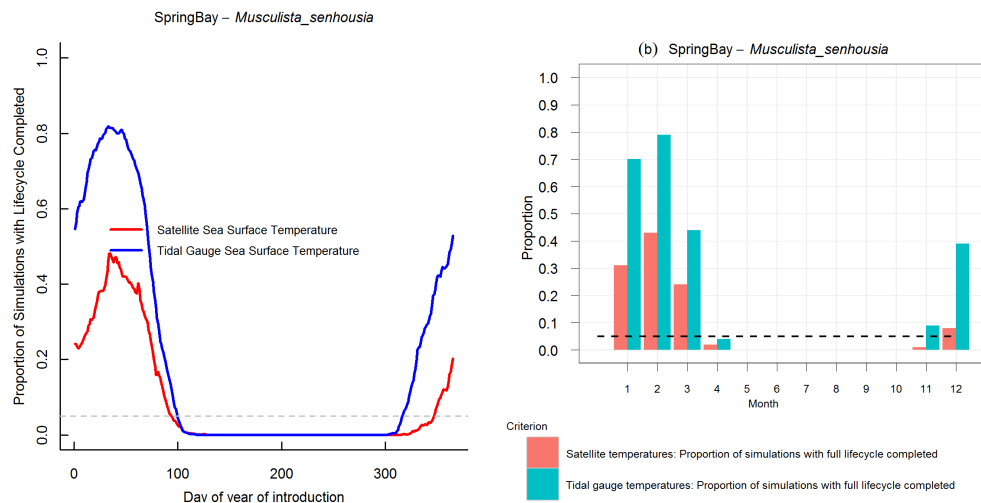 SpringBay – Musculista_senhousia
Proportion of Simulations with Lifecycle Completed
1.0
0.8
0.6
0.4
0.2
0.0
Satellite Sea Surface Temperature
Tidal Gauge Sea Surface Temperature
0
100
200
300
Day of year of introduction
(b) SpringBay – Musculista_senhousia
Proportion
1.0
0.9
0.8
0.7
0.6
0.5
0.4
0.3
0.2
0.1
0.0
1 2 3 4 5 6 7 8 9 10 11 12
Month
Criterion
Satellite temperatures: Proportion of simulations with full lifecycle completed
Tidal gauge temperatures: Proportion of simulations with full lifecycle completed